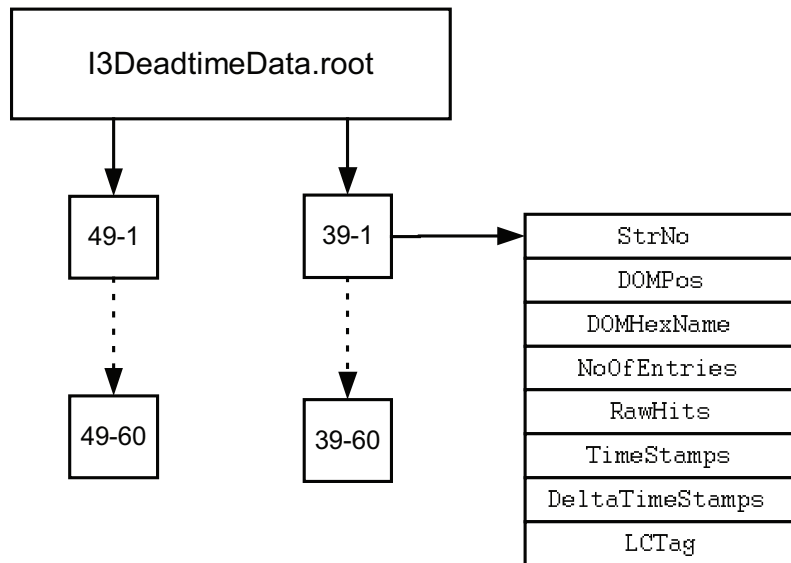 I3DeadtimeData.root
49-1
39-1
StrNo
DOMPos
DOMHexName
NoOfEntries
RawHits
TimeStamps
DeltaTimeStamps
LCTag
49-60
39-60